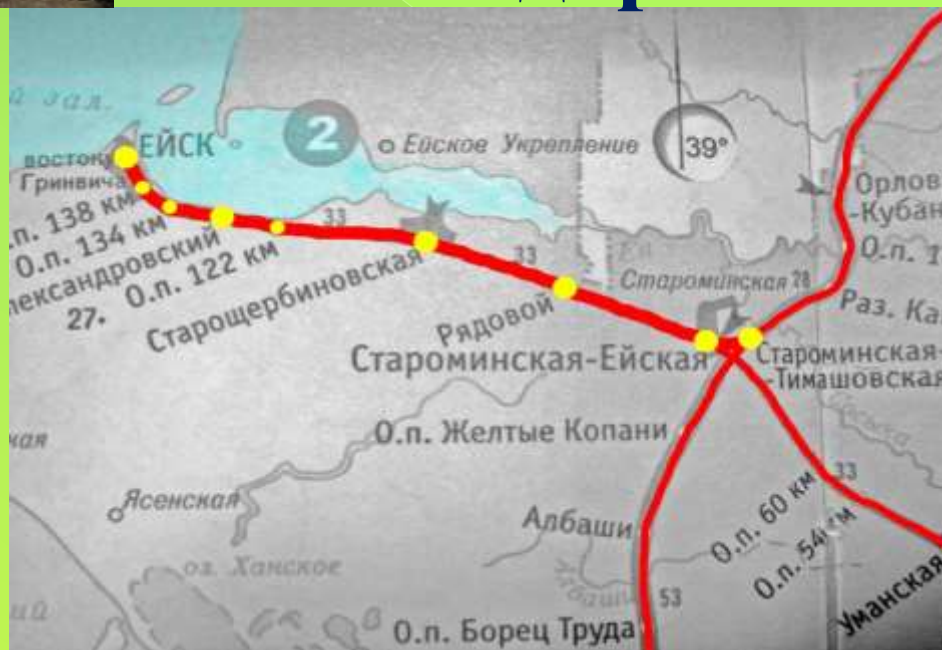 зал.
2
ЕЙСК
восток
Гринвича
Ейское Укрепление
39°
О.п. 138 км
О.п. 134 км
лександровский
О.п. 122 км
27.
33
Старощербиновская
33
Рядовой
Староминская
28
Староминская-Ейская
Староминская-
-Тимашовская
Орлов
-Кубан
О.п. 1
Раз. Ка
ная
О.п. Желтые Копани
Ясенская
Албаши
О.п. 60 км
О.п. 54 км
33
оз. Ханское
53
О.п. Борец Труда
Уманская